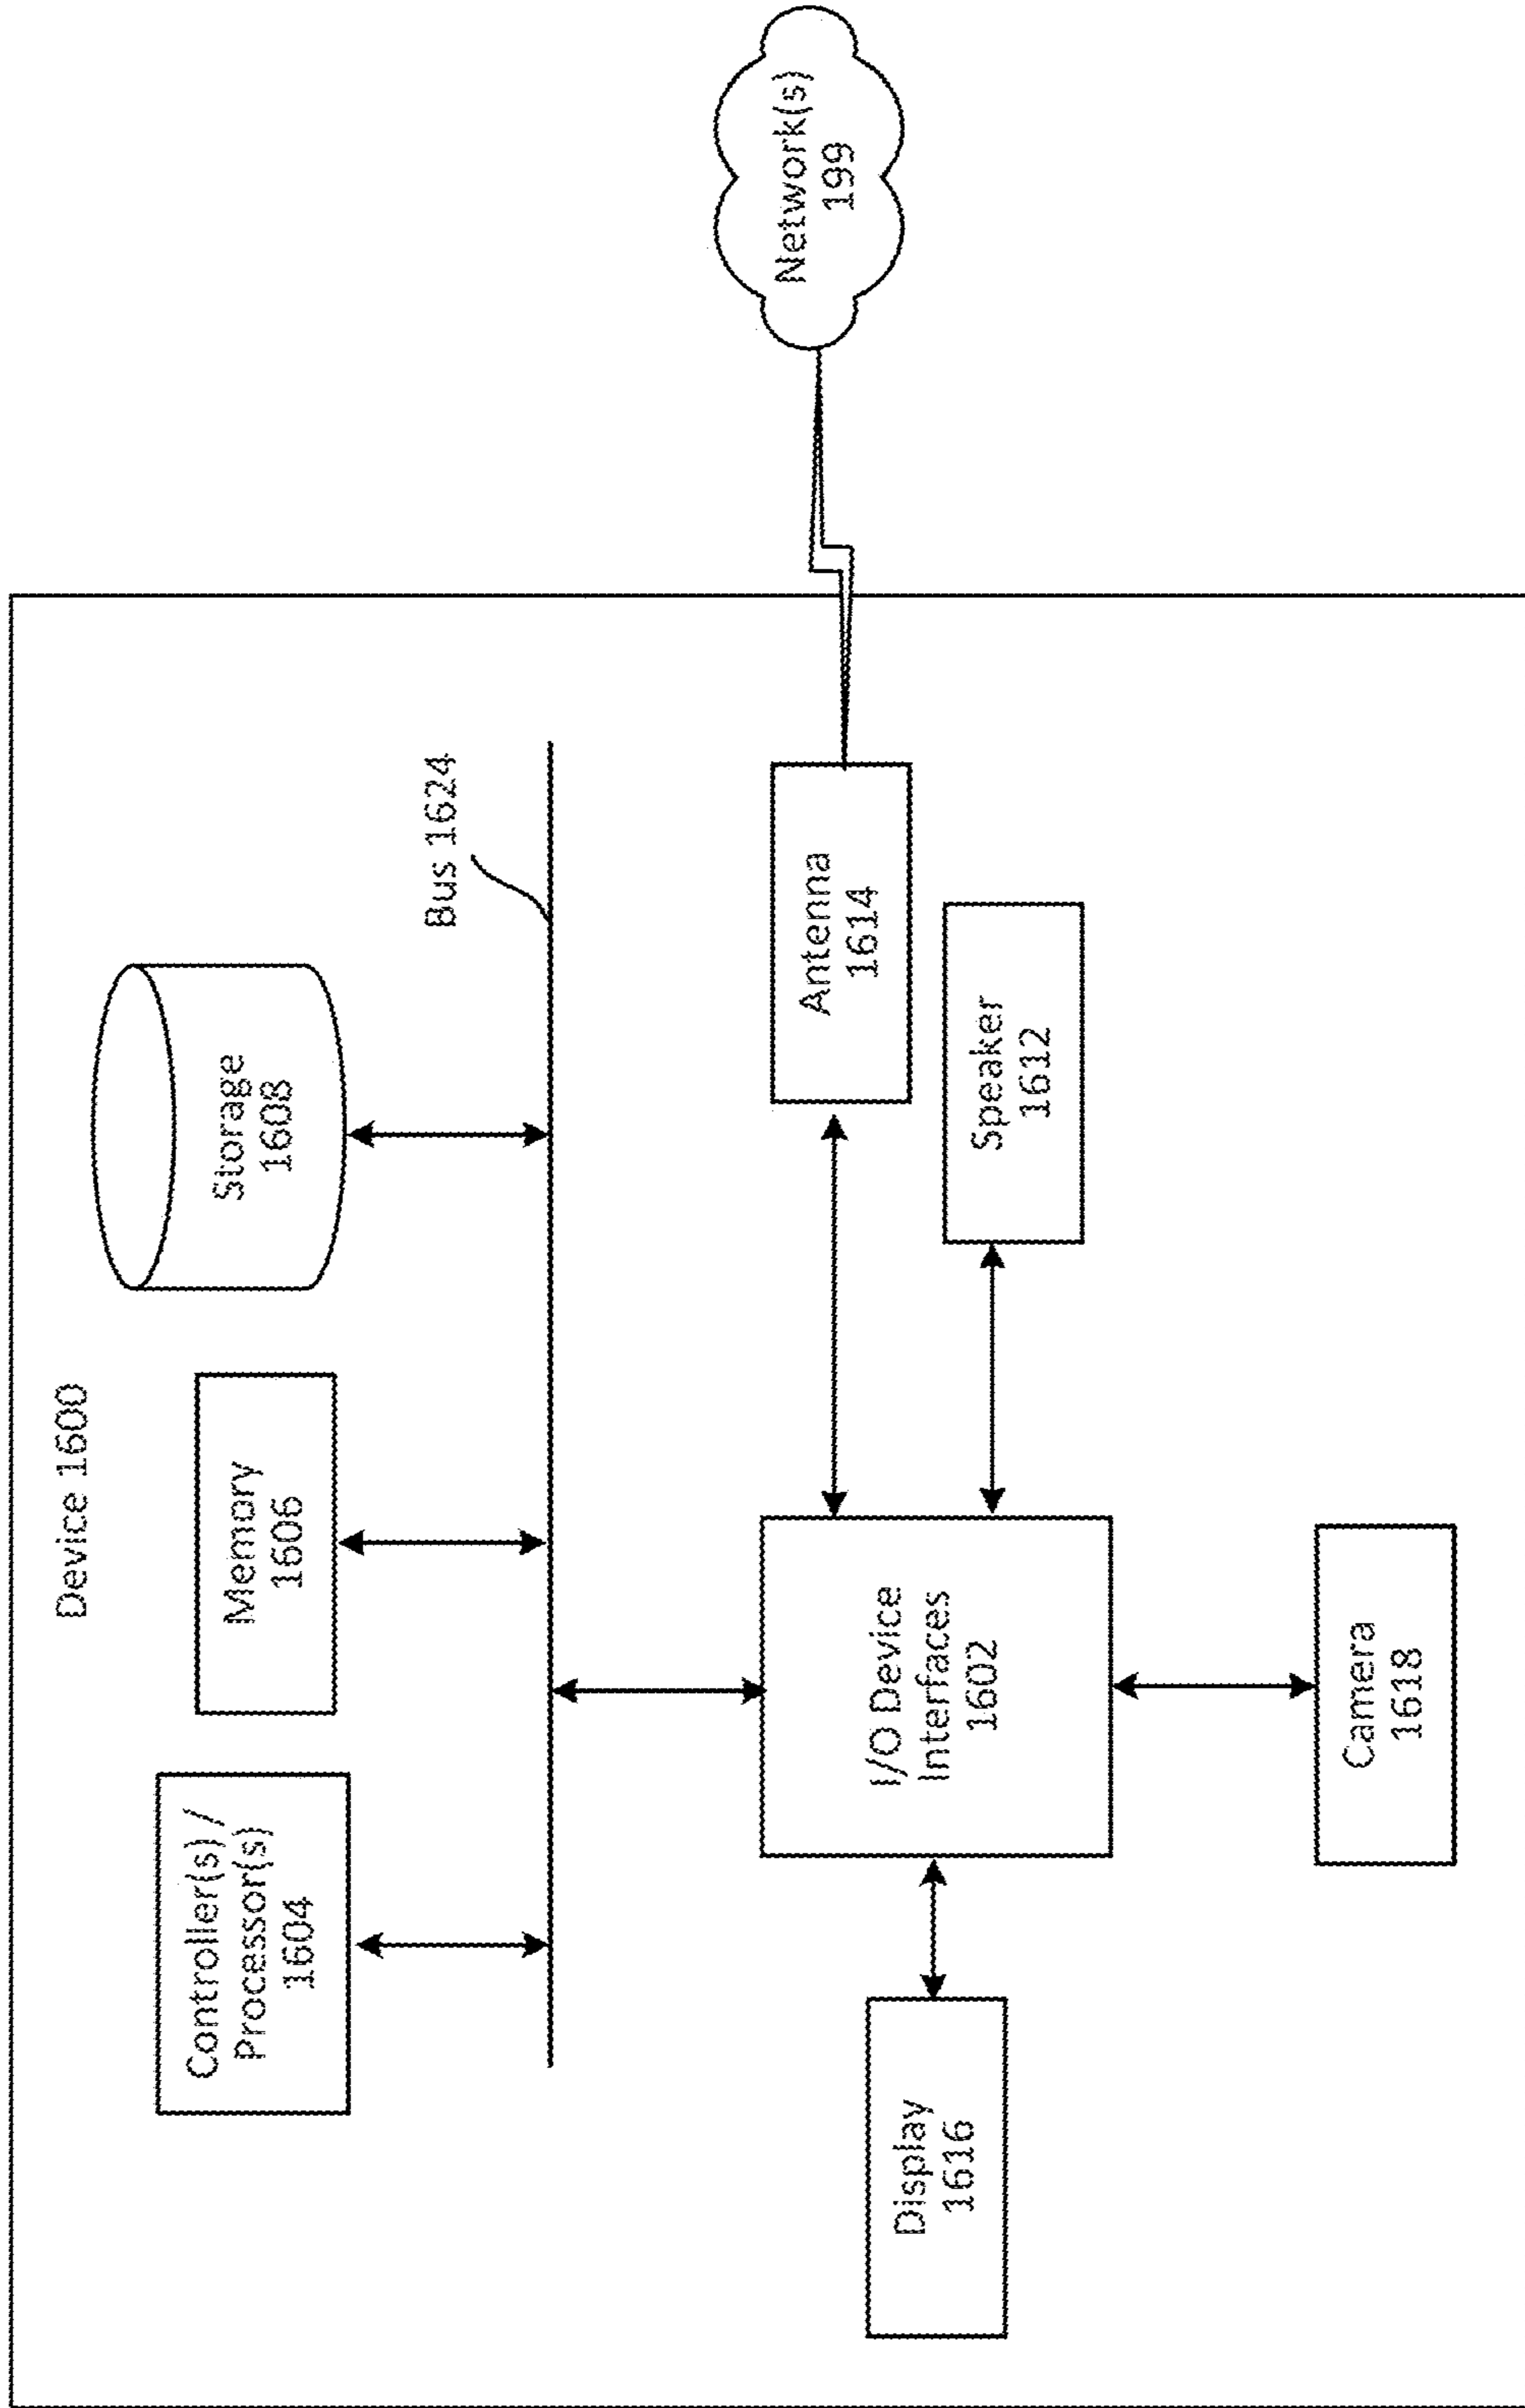 Device 1600
Controller(s) /
Processor(s)
1604
Memory
1606
Storage
1608
Bus 1624
I/O Device
Interfaces
1602
Antenna
1614
Speaker
1612
Display
1616
Camera
1618
Network(s)
199